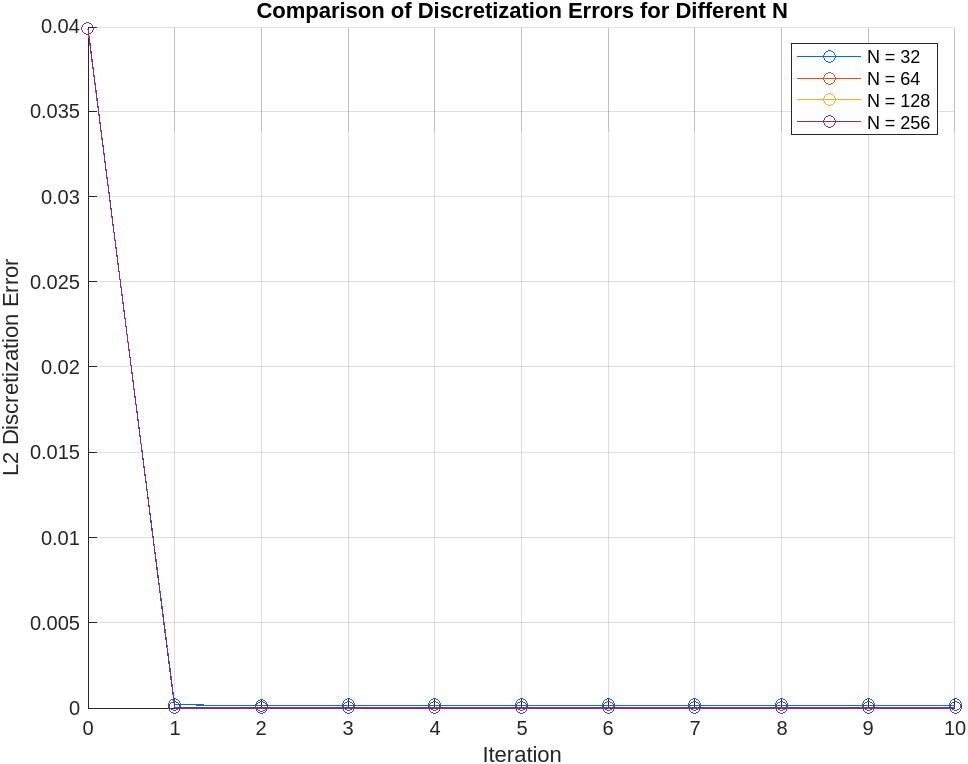 Comparison of Discretization Errors for Different N
0.04
0.035
0.03
0.025
0.02
0.015
0.01
0.005
0
L2 Discretization Error
N = 32
N = 64
N = 128
N = 256
0 1 2 3 4 5 6 7 8 9 10
Iteration